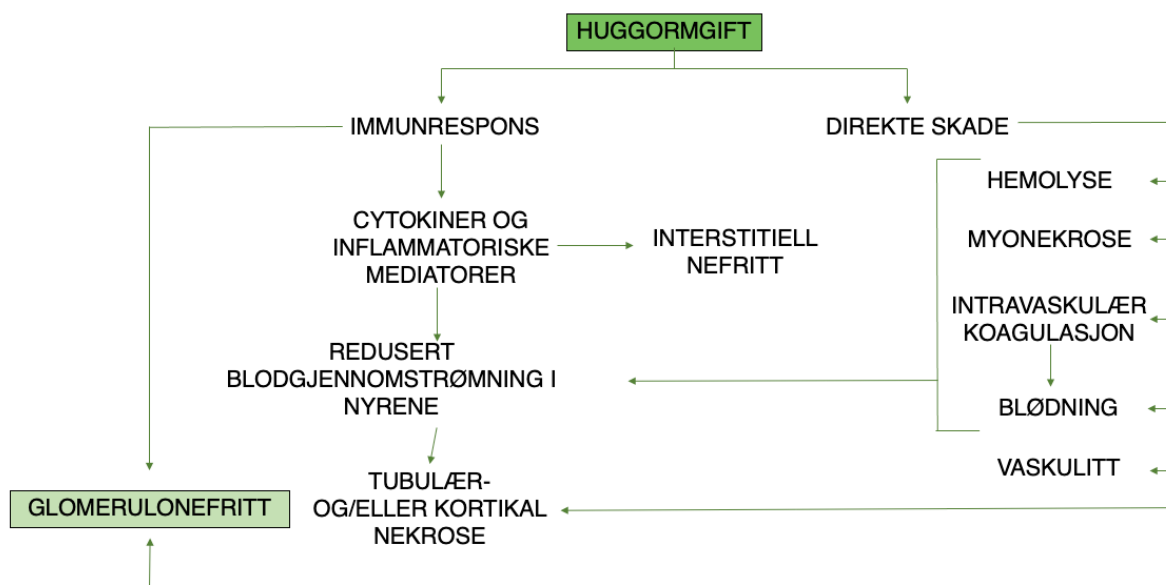 HUGGORMGIFT
IMMUNRESPONS
DIREKTE SKADE
HEMOLYSE
CYTOKINER OG
INFLAMMATORISKE
MEDIATORER
INTERSTITIELL
NEFRITT
MYONEKROSE
INTRAVASKULÆR
KOAGULASJON
REDUSERT
BLODGJENNOMSTRØMNING I
NYRENE
BLØDNING
VASKULITT
GLOMERULONEFRITT
TUBULÆR-
OG/ELLER KORTIKAL
NEKROSE